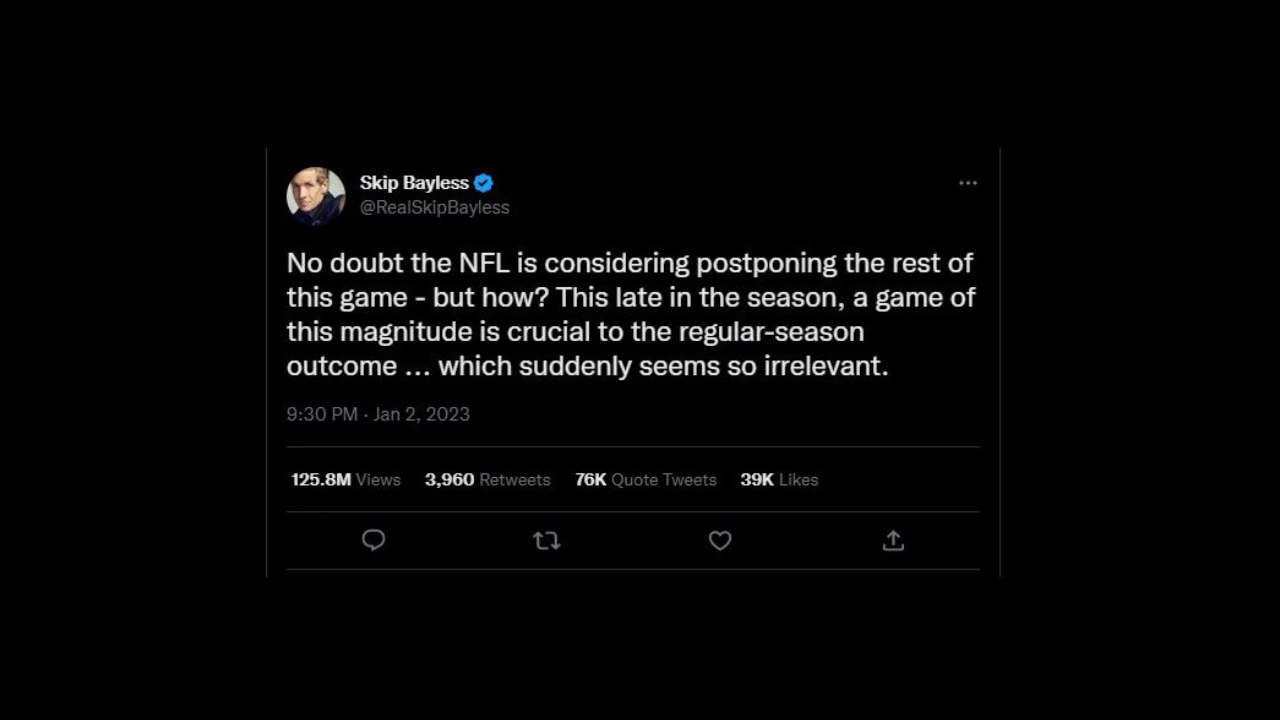 Skip Bayless
@RealSkipBayless
No doubt the NFL is considering postponing the rest of
this game - but how? This late in the season, a game of
this magnitude is crucial to the regular-season
outcome ... which suddenly seems so irrelevant.
9:30 PM · Jan 2, 2023
125.8M Views 3,960 Retweets 76K Quote Tweets 39K Likes